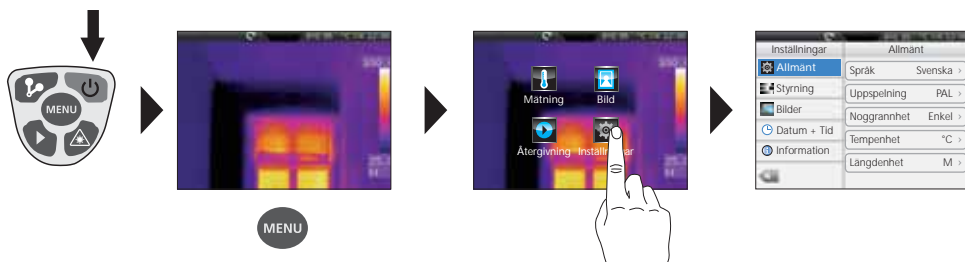 MENU
MENU
Mätning Bild
Återgivning
Inställningar
Allmänt
Allmänt
Styrning
Bilder
Datum + Tid
Information
Språk Svenska >
Uppspelning PAL >
Noggrannhet Enkel >
Tempenhet °C >
Längdenhet M >